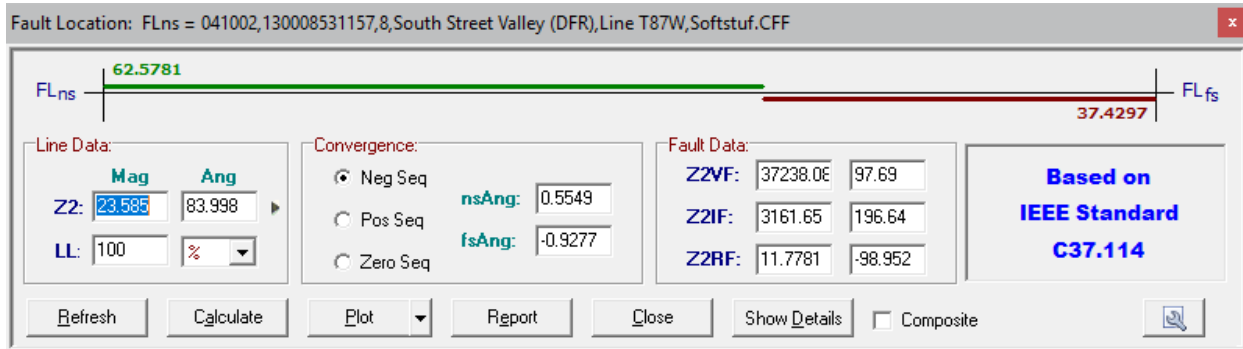 Fault Location: FLns = 041002,130008531157,8,South Street Valley (DFR),Line T87W,Softstuf.CFF
x
62.5781
FLns
FLfs
37.4297
Line Data:
Mag Ang
Z2: 23.585 83.998
LL: 100 %
Convergence:
Neg Seq
Pos Seq
Zero Seq
nsAng: 0.5549
fsAng: -0.9277
Fault Data:
Z2VF: 37238.08 97.69
Z2IF: 3161.65 196.64
Z2RF: 11.7781 -98.952
Based on
IEEE Standard
C37.114
Refresh Calculate Plot Report Close Show Details Composite